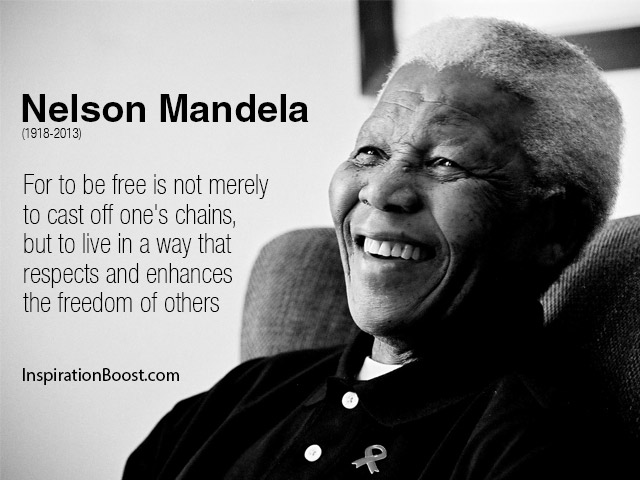 Nelson Mandela
(1918-2013)
For to be free is not merely
to cast off one's chains,
but to live in a way that
respects and enhances
the freedom of others
InspirationBoost.com